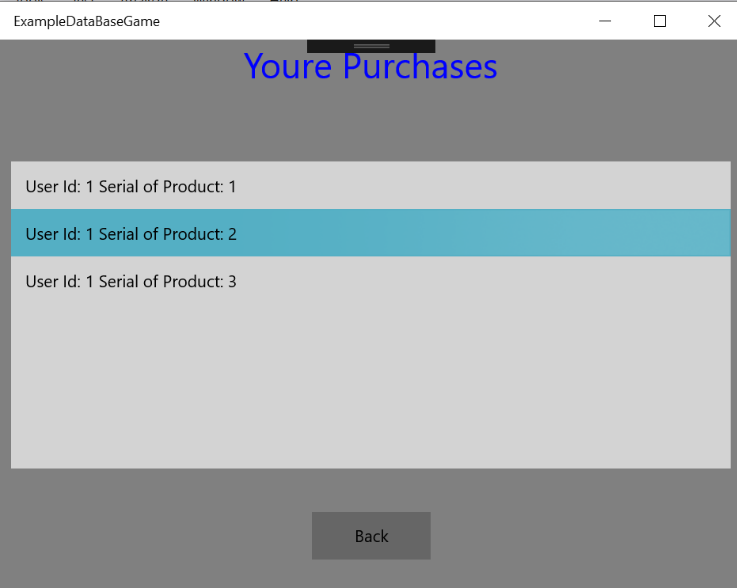 ExampleDataBaseGame
Youre Purchases
User Id: 1 Serial of Product: 1
User Id: 1 Serial of Product: 2
User Id: 1 Serial of Product: 3
Back